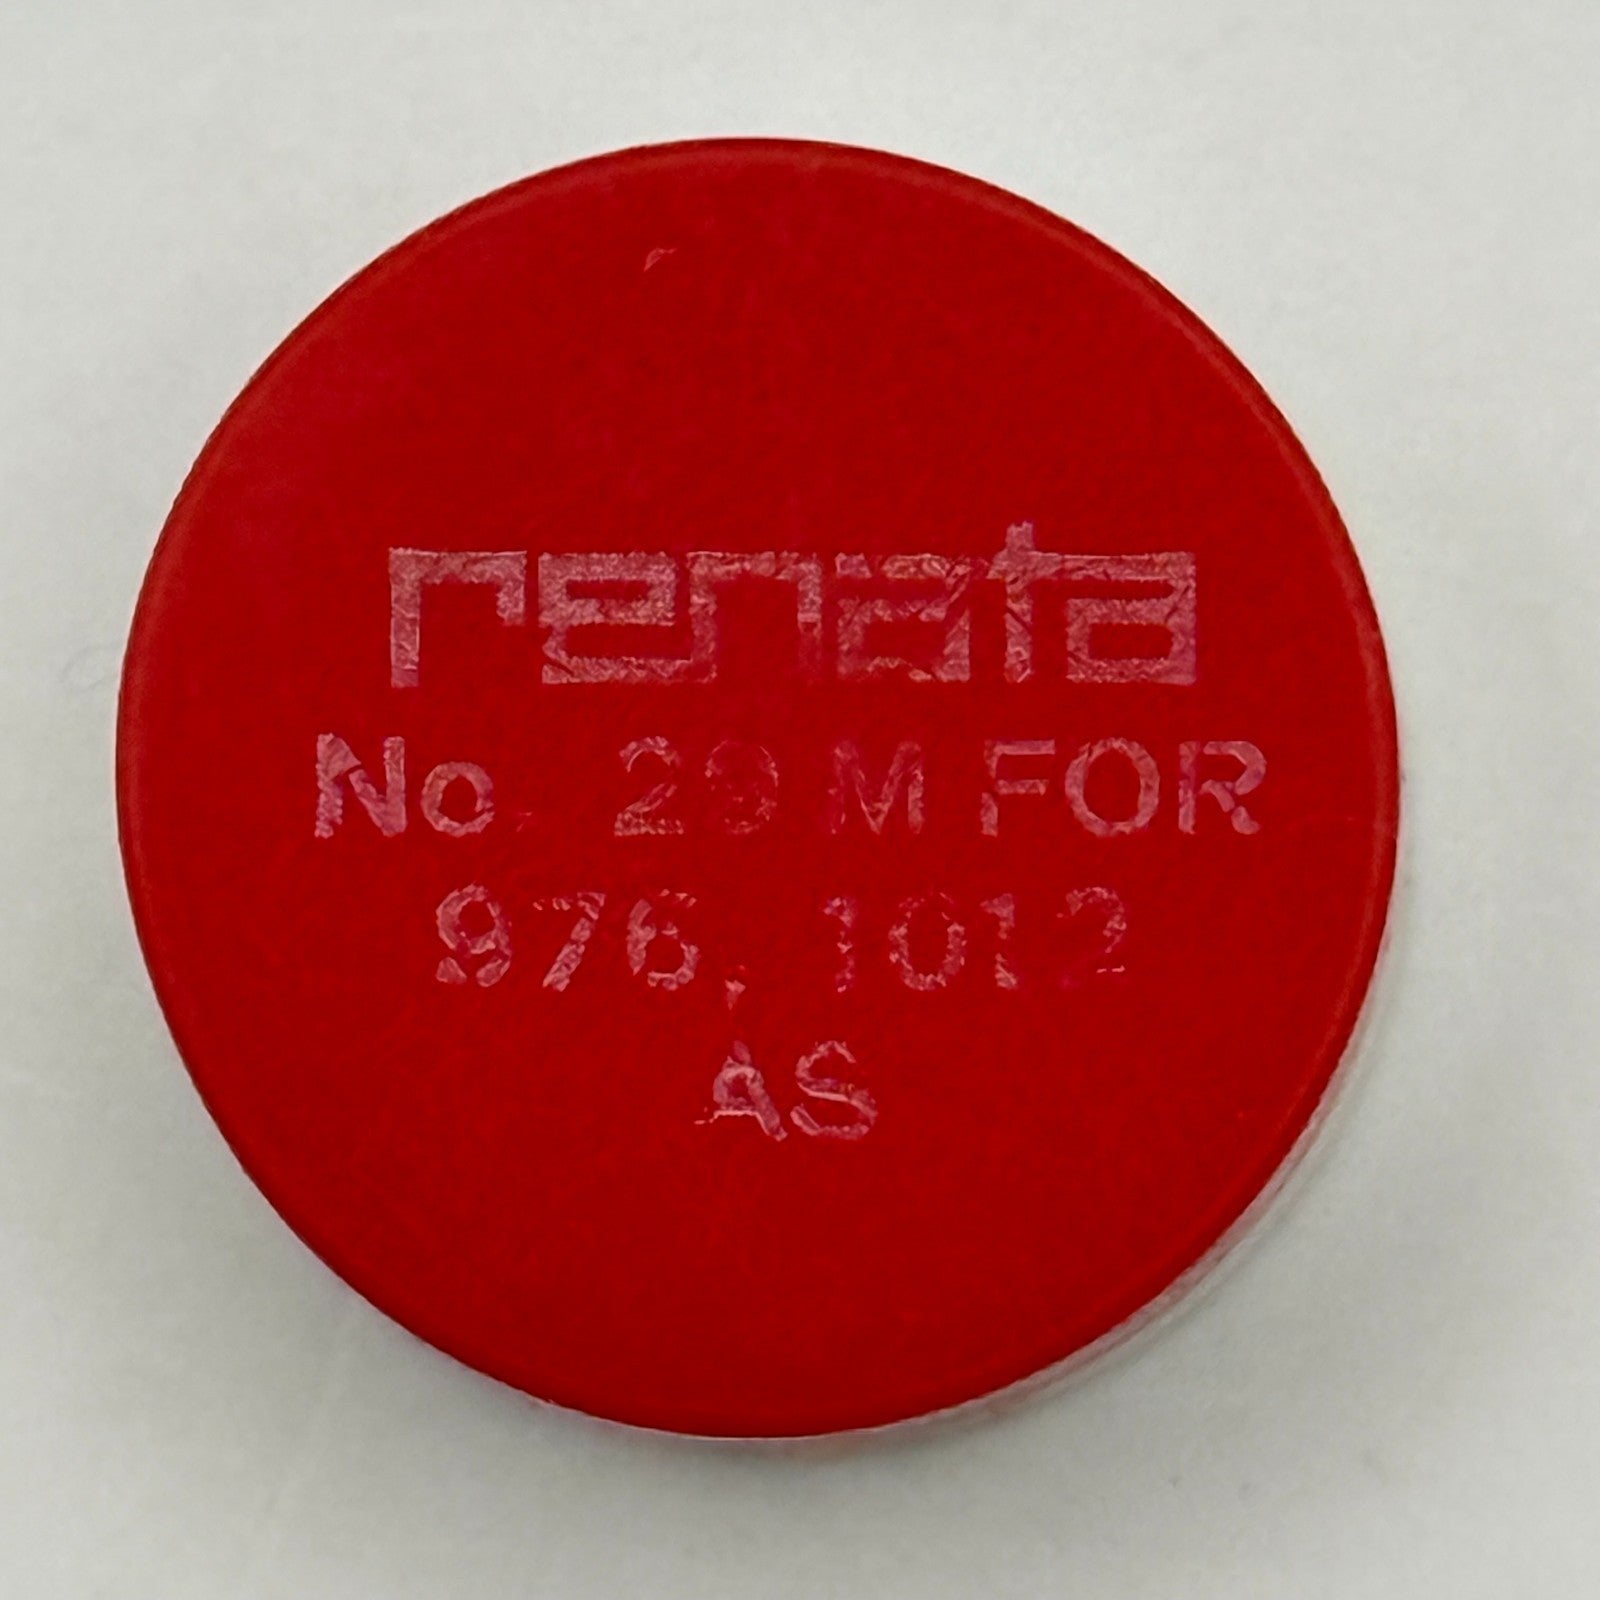 renata
No. 29 M FOR
976, 1012
AS